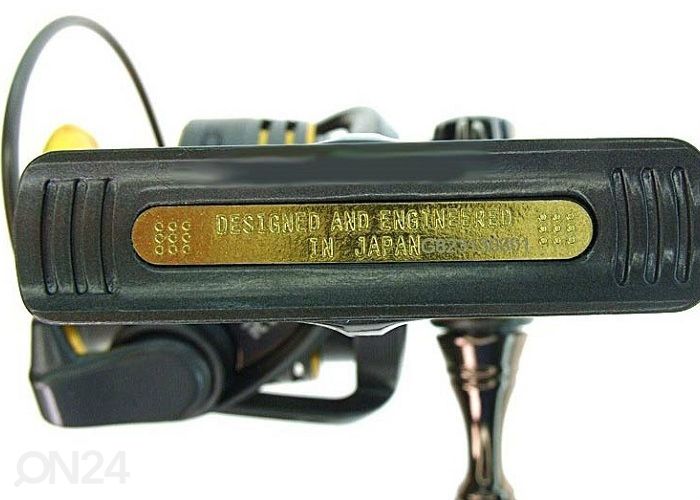 DESIGNED AND ENGINEERED
IN JAPAN
ON24